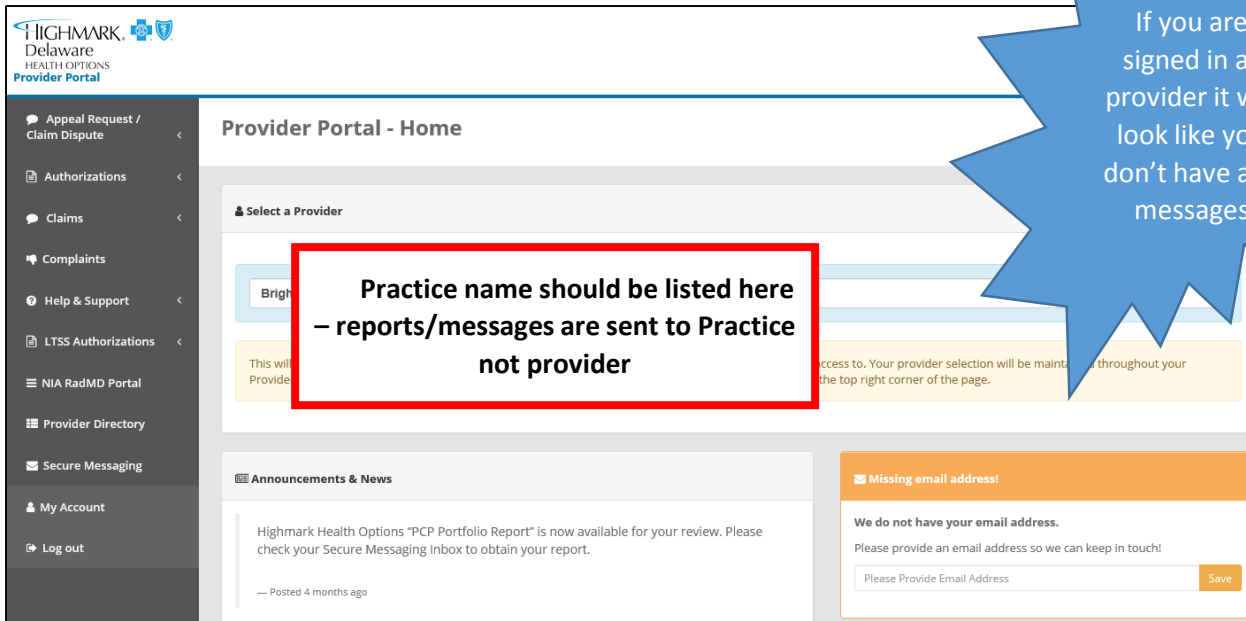 HIGHMARK
Delaware
HEALTH OPTIONS
Provider Portal
If you are
signed in
provider it
look like
don't have
messages
Appeal Request /
Claim Dispute
Authorizations
Claims
Complaints
Help & Support
LTSS Authorizations
NIA RadMD Portal
Provider Directory
Secure Messaging
My Account
Log out
Provider Portal - Home
Select a Provider
Practice name should be listed here
– reports/messages are sent to Practice
not provider
This will
access to. Your provider selection will be throughout your
the top right corner of the page.
Announcements & News
Highmark Health Options "PCP Portfolio Report" is now available for your review. Please
check your Secure Messaging Inbox to obtain your report.
— Posted 4 months ago
Missing email address!
We do not have your email address.
Please provide an email address so we can keep in touch!
Please Provide Email Address
Save